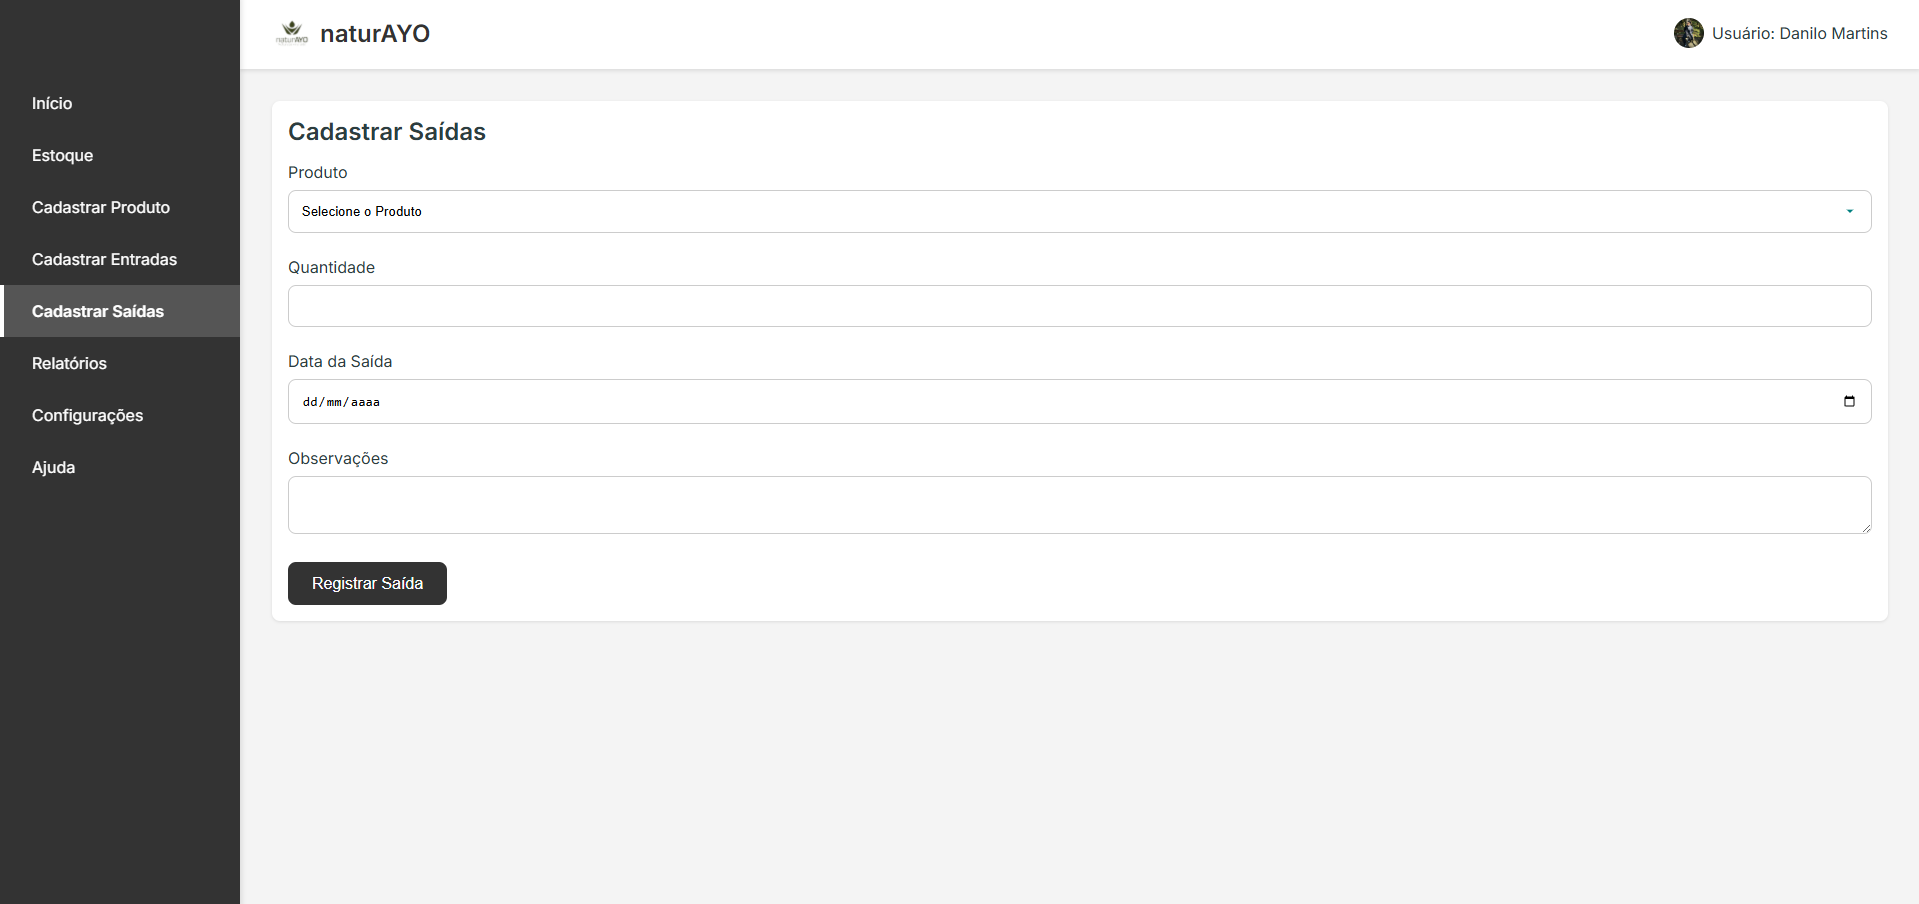 naturAYO
naturAYO
Usuário: Danilo Martins
Início
Estoque
Cadastrar Produto
Cadastrar Entradas
Cadastrar Saídas
Relatórios
Configurações
Ajuda
Cadastrar Saídas
Produto
Selecione o Produto
Quantidade
Data da Saída
dd/mm/aaaa
Observações
Registrar Saída